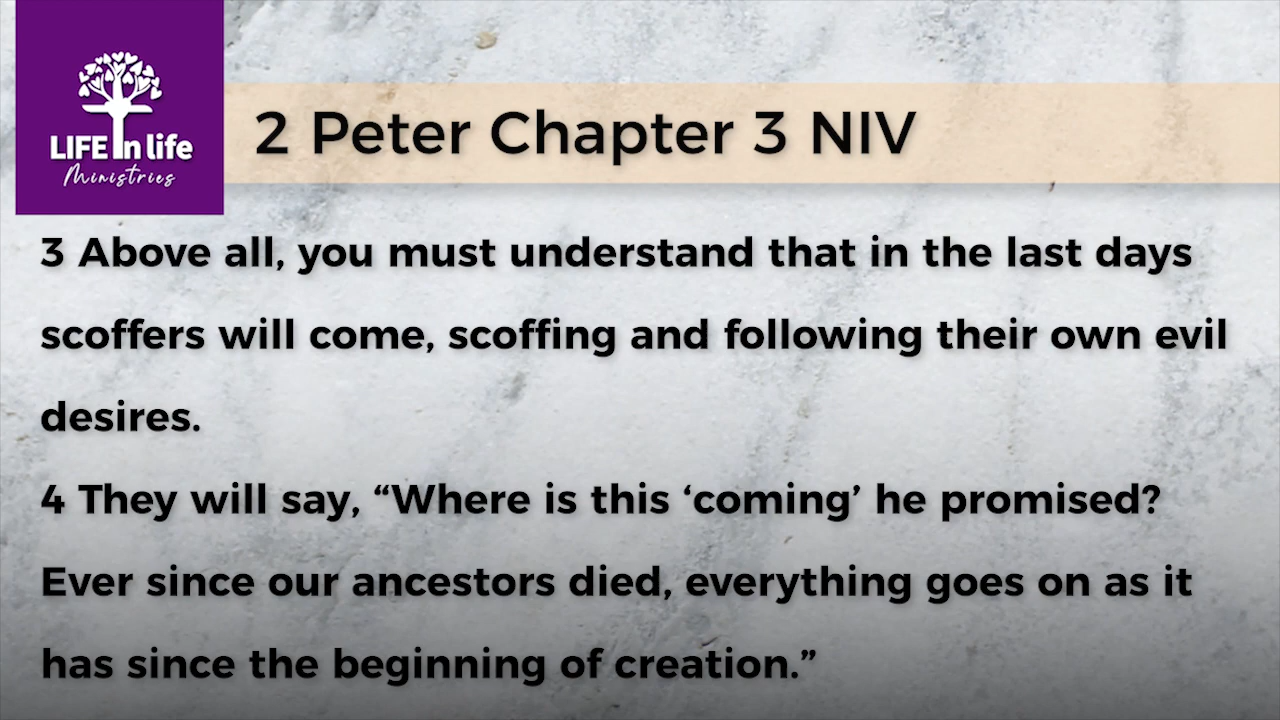 LIFE in life
Ministries
2 Peter Chapter 3 NIV
3 Above all, you must understand that in the last days
scoffers will come, scoffing and following their own evil
desires.
4 They will say, “Where is this ‘coming’ he promised?
Ever since our ancestors died, everything goes on as it
has since the beginning of creation.”